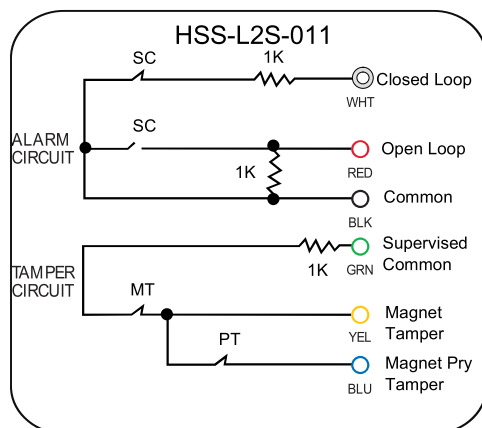 HSS-L2S-011
SC
1K
Closed Loop
WHT
ALARM
CIRCUIT
SC
1K
Open Loop
RED
Common
BLK
Supervised
Common
1K
GRN
TAMPER
CIRCUIT
MT
Magnet
Tamper
YEL
PT
Magnet Pry
Tamper
BLU